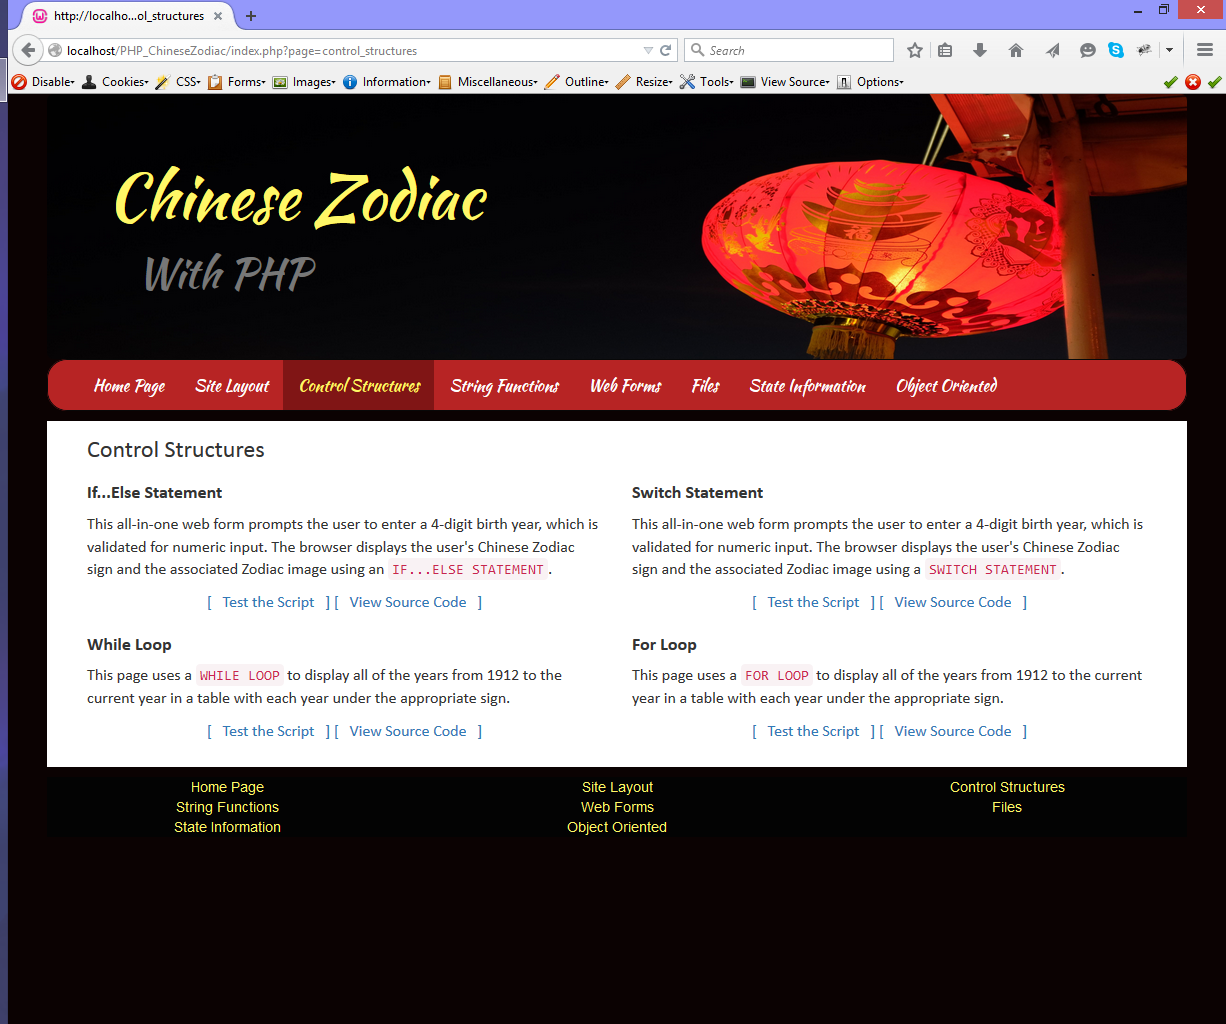 http://localho...ol_structures
localhost/PHP_ChineseZodiac/index.php?page=control_structures
Search
Disable Cookies CSS Forms Images Information Miscellaneous Outline Resize Tools View Source Options
Chinese Zodiac
With PHP
福
Home Page Site Layout Control Structures String Functions Web Forms Files State Information Object Oriented
Control Structures
If...Else Statement
This all-in-one web form prompts the user to enter a 4-digit birth year, which is
validated for numeric input. The browser displays the user's Chinese Zodiac
sign and the associated Zodiac image using an IF...ELSE STATEMENT.
[ Test the Script ] [ View Source Code ]
Switch Statement
This all-in-one web form prompts the user to enter a 4-digit birth year, which is
validated for numeric input. The browser displays the user's Chinese Zodiac
sign and the associated Zodiac image using a SWITCH STATEMENT.
[ Test the Script ] [ View Source Code ]
While Loop
This page uses a WHILE LOOP to display all of the years from 1912 to the
current year in a table with each year under the appropriate sign.
[ Test the Script ] [ View Source Code ]
For Loop
This page uses a FOR LOOP to display all of the years from 1912 to the current
year in a table with each year under the appropriate sign.
[ Test the Script ] [ View Source Code ]
Home Page Site Layout Control Structures
String Functions Web Forms Files
State Information Object Oriented